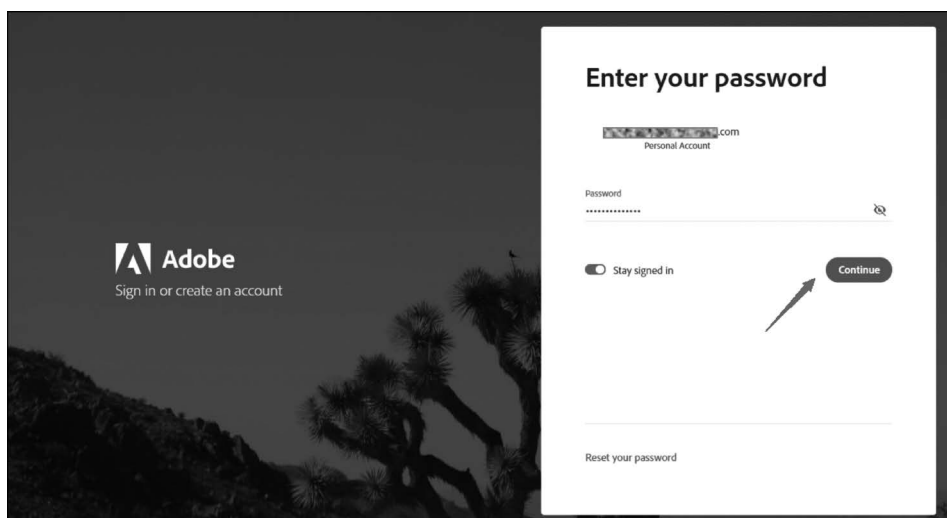 Adobe
Sign in or create an account
Enter your password
.com
Personal Account
Password
••••••••••••••
Stay signed in
Continue
Reset your password